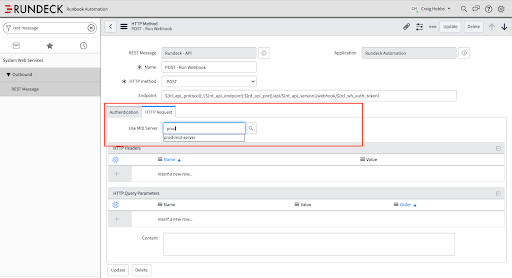 RUNDECK Runbook Automation
CH Craig Hobbs
rest message
HTTP Method
POST - Run Webhook
Update Delete
System Web Services
Outbound
REST Message
REST Message Rundeck - API
Application Rundeck Automation
Name POST - Run Webhook
HTTP method POST
Endpoint ${rd_api_protocol}://${rd_api_endpoint}:${rd_api_port}/api/${rd_api_version}/webhook/${rd_wh_auth_token}
Authentication HTTP Request
Use MID Server prod
prod-mid-server
HTTP Headers
Name Value
Insert a new row...
HTTP Query Parameters
Name Value Order
Insert a new row...
Content
Update Delete